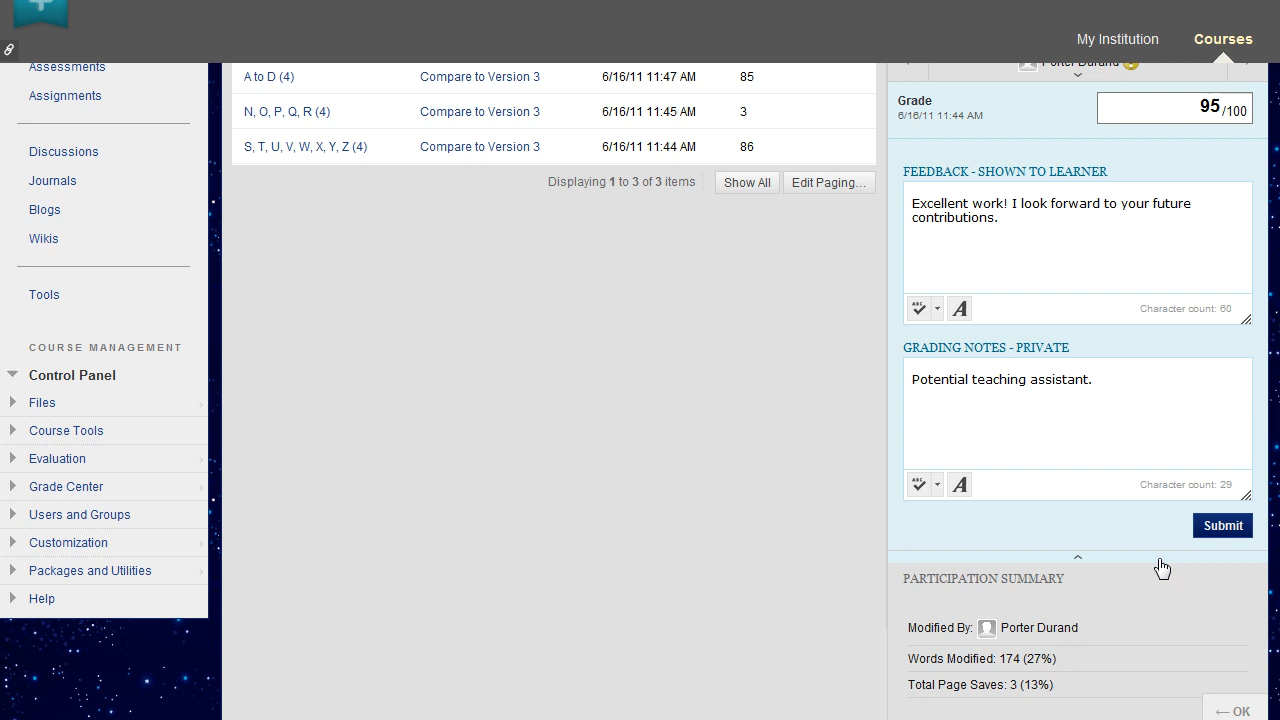 My Institution
Courses
Assessments
Assignments
Discussions
Journals
Blogs
Wikis
Tools
COURSE MANAGEMENT
Control Panel
Files
Course Tools
Evaluation
Grade Center
Users and Groups
Customization
Packages and Utilities
Help
A to D (4) Compare to Version 3 6/16/11 11:47 AM 85
N, O, P, Q, R (4) Compare to Version 3 6/16/11 11:45 AM 3
S, T, U, V, W, X, Y, Z (4) Compare to Version 3 6/16/11 11:44 AM 86
Displaying 1 to 3 of 3 items Show All Edit Paging...
Porter Durand
Grade 95 /100
6/16/11 11:44 AM
FEEDBACK - SHOWN TO LEARNER
Excellent work! I look forward to your future
contributions.
ABC A Character count: 60
GRADING NOTES - PRIVATE
Potential teaching assistant.
ABC A Character count: 29
Submit
PARTICIPATION SUMMARY
Modified By: Porter Durand
Words Modified: 174 (27%)
Total Page Saves: 3 (13%)
← OK